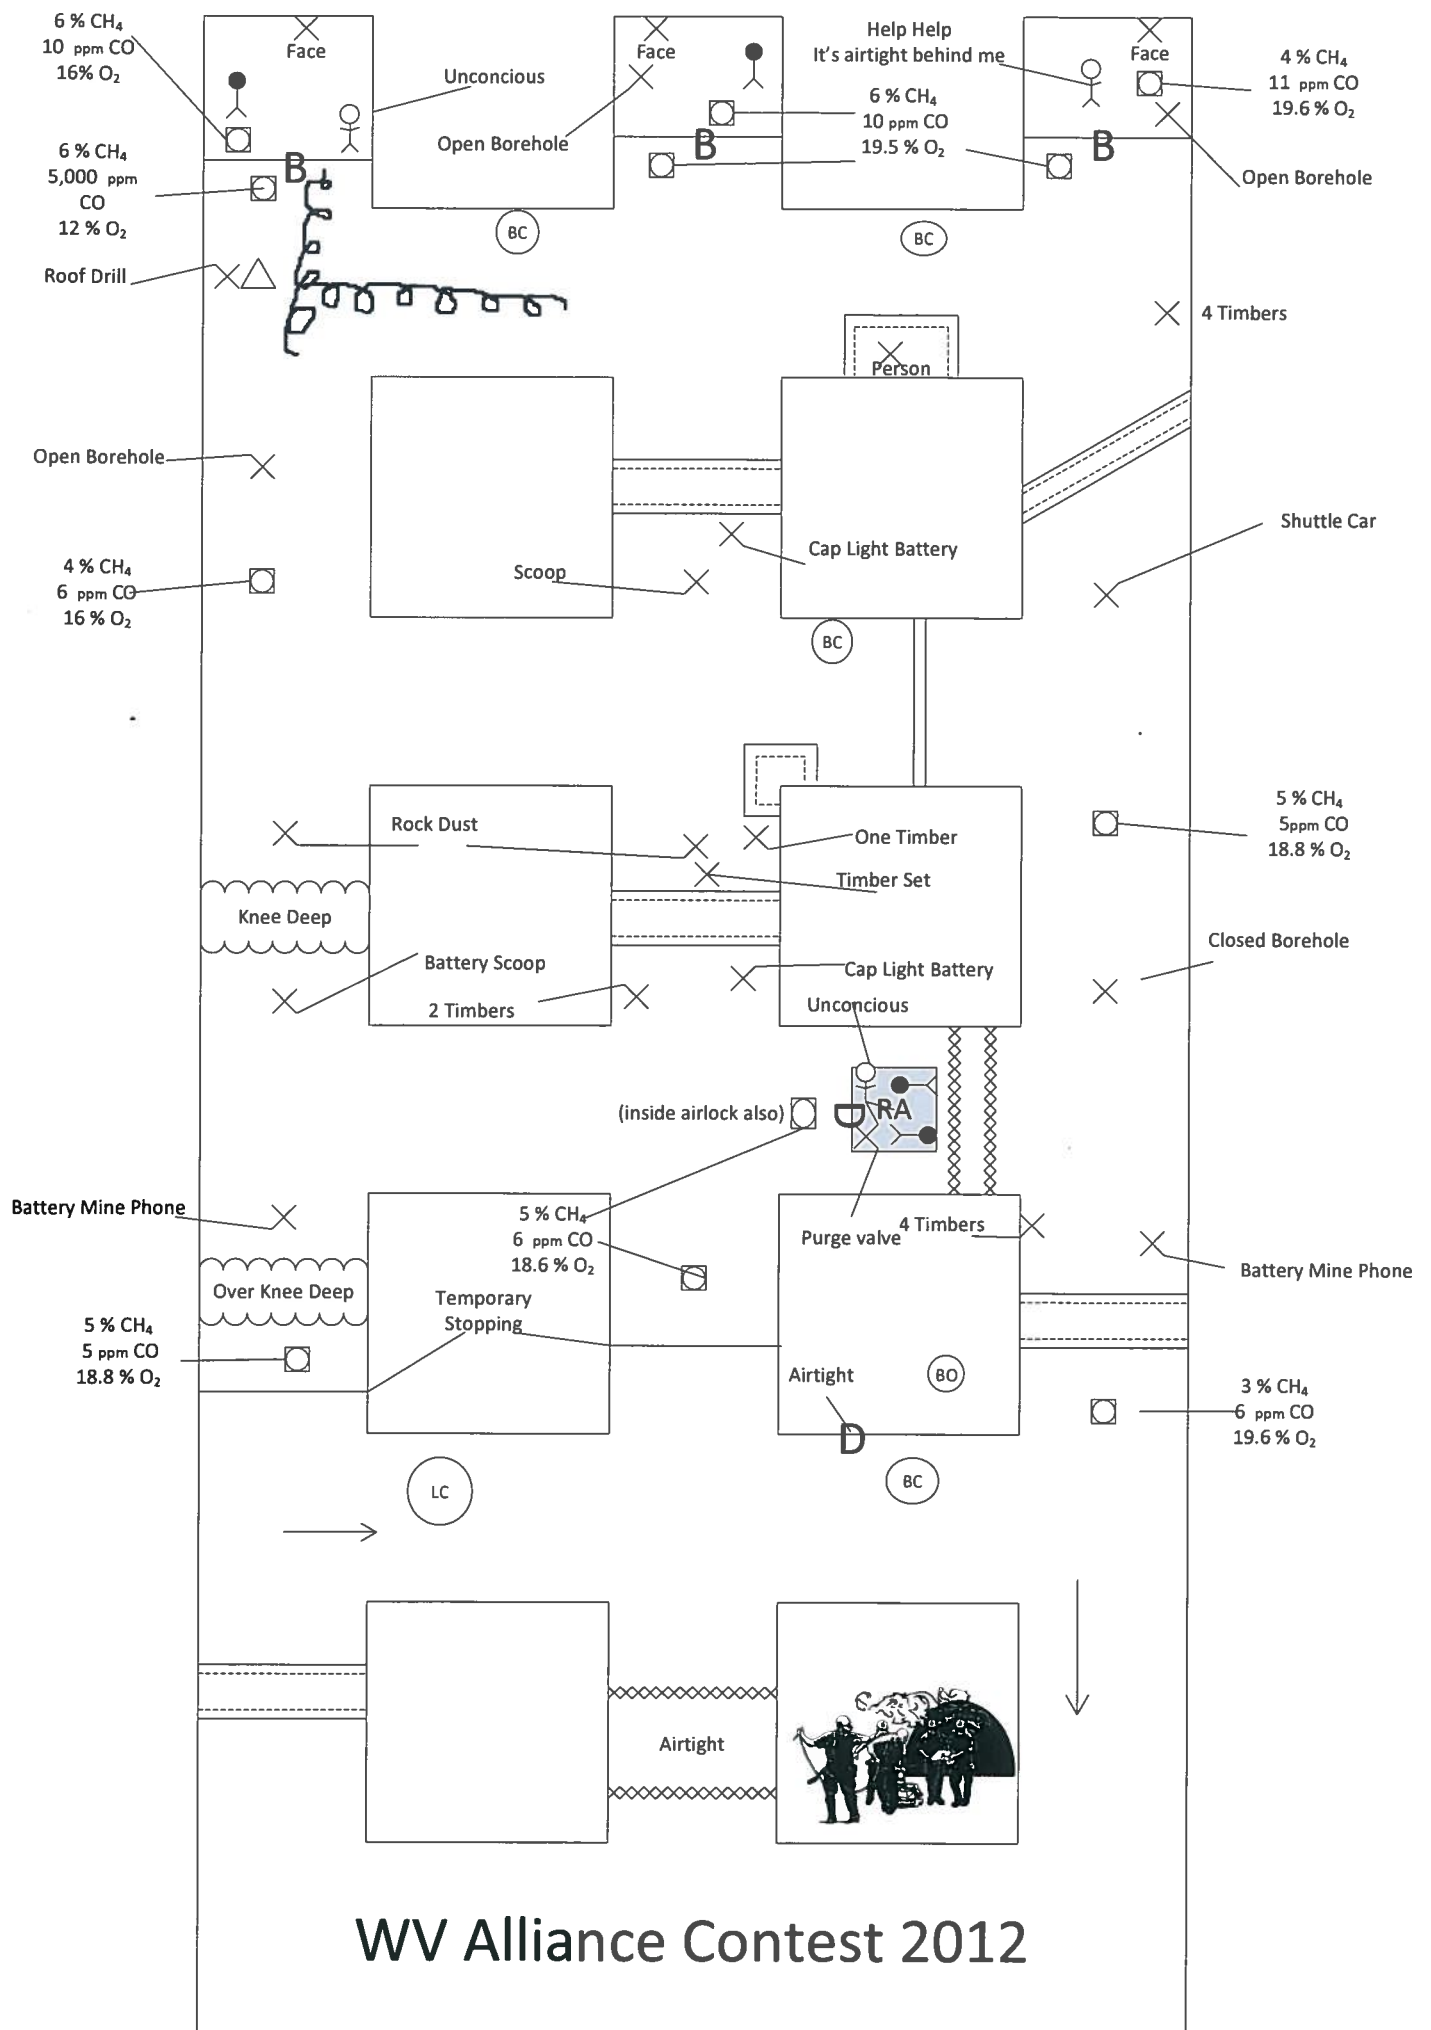 6 % CH₄
10 ppm CO
16% O₂
Face
Unconcious
Open Borehole
Face
Help Help
It's airtight behind me
6 % CH₄
10 ppm CO
19.5 % O₂
Face
4 % CH₄
11 ppm CO
19.6 % O₂
Open Borehole
B
B
B
6 % CH₄
5,000 ppm
CO
12 % O₂
BC
BC
Roof Drill
4 Timbers
Person
Open Borehole
Shuttle Car
Cap Light Battery
Scoop
4 % CH₄
6 ppm CO
16 % O₂
BC
5 % CH₄
5ppm CO
18.8 % O₂
Rock Dust
One Timber
Timber Set
Knee Deep
Closed Borehole
Battery Scoop
Cap Light Battery
2 Timbers
Unconcious
(inside airlock also)
D
RA
Battery Mine Phone
5 % CH₄
6 ppm CO
18.6 % O₂
Purge valve
4 Timbers
Battery Mine Phone
Over Knee Deep
Temporary
Stopping
5 % CH₄
5 ppm CO
18.8 % O₂
Airtight
BO
D
3 % CH₄
6 ppm CO
19.6 % O₂
LC
BC
Airtight
WV Alliance Contest 2012